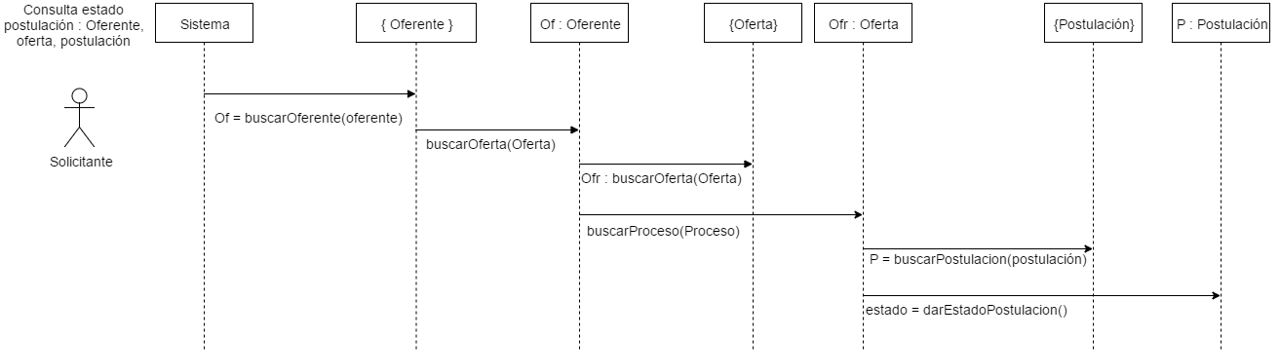 Consulta estado
postulación : Oferente,
oferta, postulación
Sistema
{ Oferente }
Of : Oferente
{Oferta}
Ofr : Oferta
{Postulación}
P : Postulación
Solicitante
Of = buscarOferente(oferente)
buscarOferta(Oferta)
Ofr : buscarOferta(Oferta)
buscarProceso(Proceso)
P = buscarPostulacion(postulación)
estado = darEstadoPostulacion()